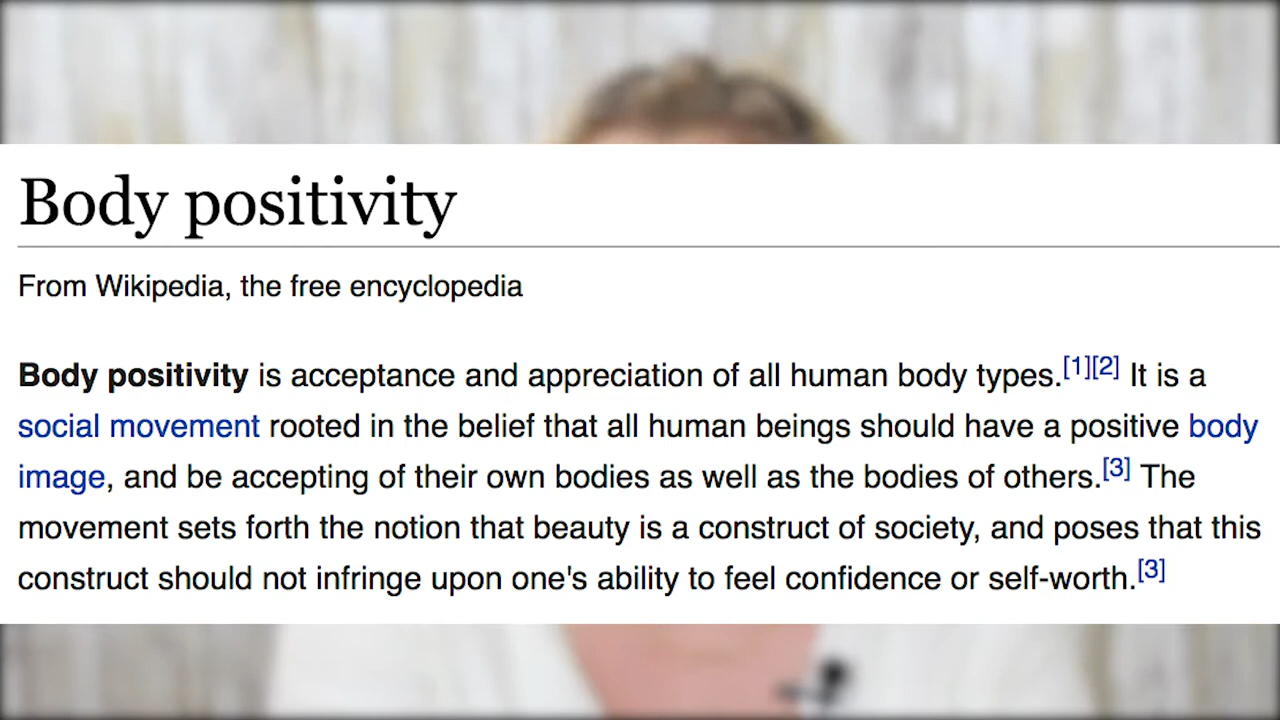 Body positivity
From Wikipedia, the free encyclopedia
Body positivity is acceptance and appreciation of all human body types.[1][2] It is a
social movement rooted in the belief that all human beings should have a positive body
image, and be accepting of their own bodies as well as the bodies of others.[3] The
movement sets forth the notion that beauty is a construct of society, and poses that this
construct should not infringe upon one's ability to feel confidence or self-worth.[3]